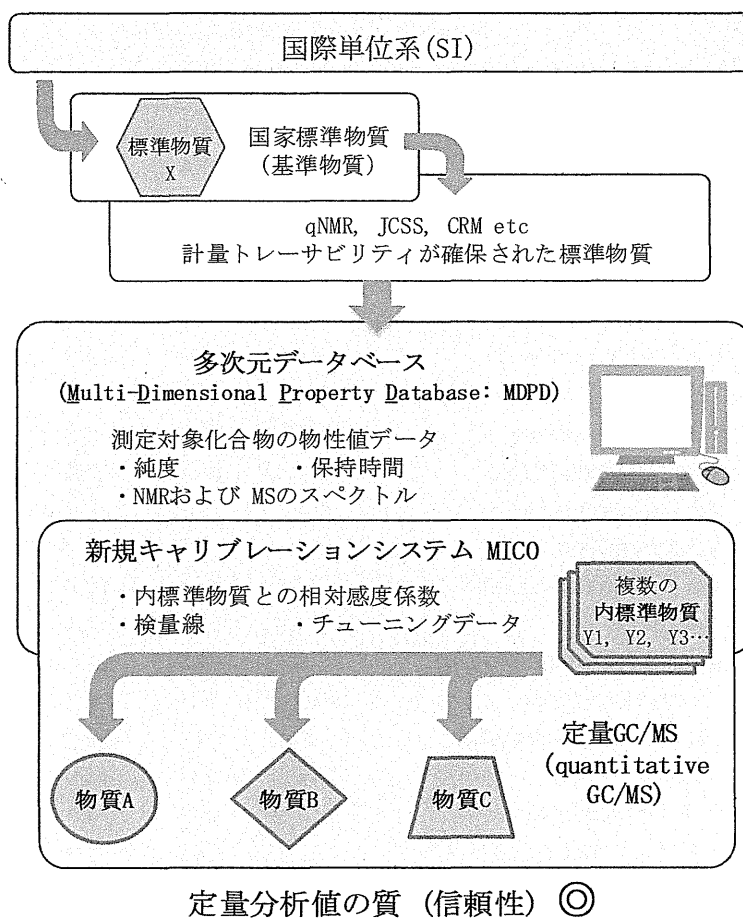 国際単位系(SI)
標準物質
X
国家標準物質
(基準物質)
qNMR, JCSS, CRM etc
計量トレーサビリティが確保された標準物質
多次元データベース
(Multi-Dimensional Property Database: MDPD)
測定対象化合物の物性値データ
・純度 ・保持時間
・NMRおよび MSのスペクトル
新規キャリブレーションシステム MICO
・内標準物質との相対感度係数
・検量線 ・チューニングデータ
複数の
内標準物質
Y1, Y2, Y3…
物質A
物質B
物質C
定量GC/MS
(quantitative
GC/MS)
定量分析値の質 (信頼性) ◎